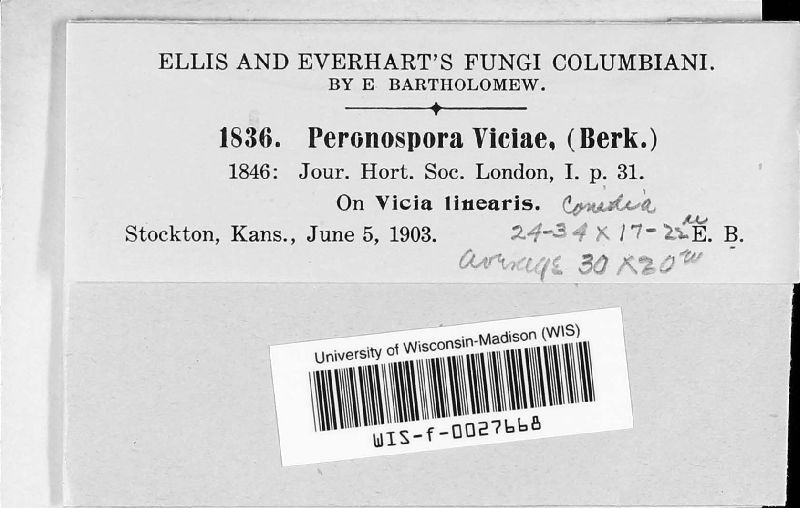 ELLIS AND EVERHART'S FUNGI COLUMBIANI.
BY E BARTHOLOMEW.
1836. Peronospora Viciae, (Berk.)
1846: Jour. Hort. Soc. London, I. p. 31.
On Vicia linearis. Conidia
Stockton, Kans., June 5, 1903. 24-34 x 17-22 u E. B.
average 30 x 20 u
University of Wisconsin-Madison (WIS)
WIS-f-0027668